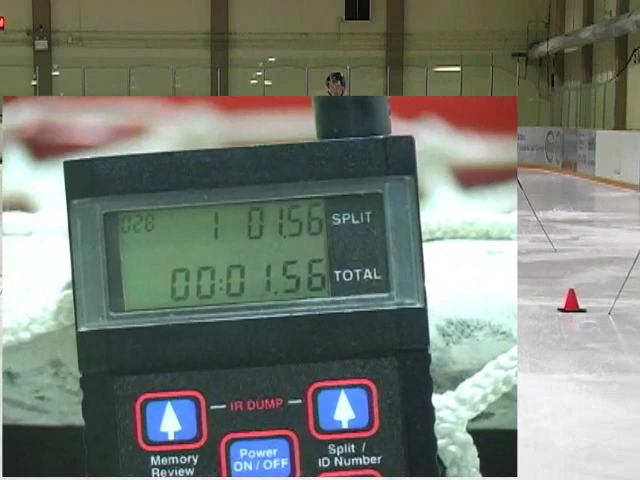 028 1 01.56 SPLIT
00:01.56 TOTAL
IR DUMP
Memory Review
Power ON / OFF
Split / ID Number